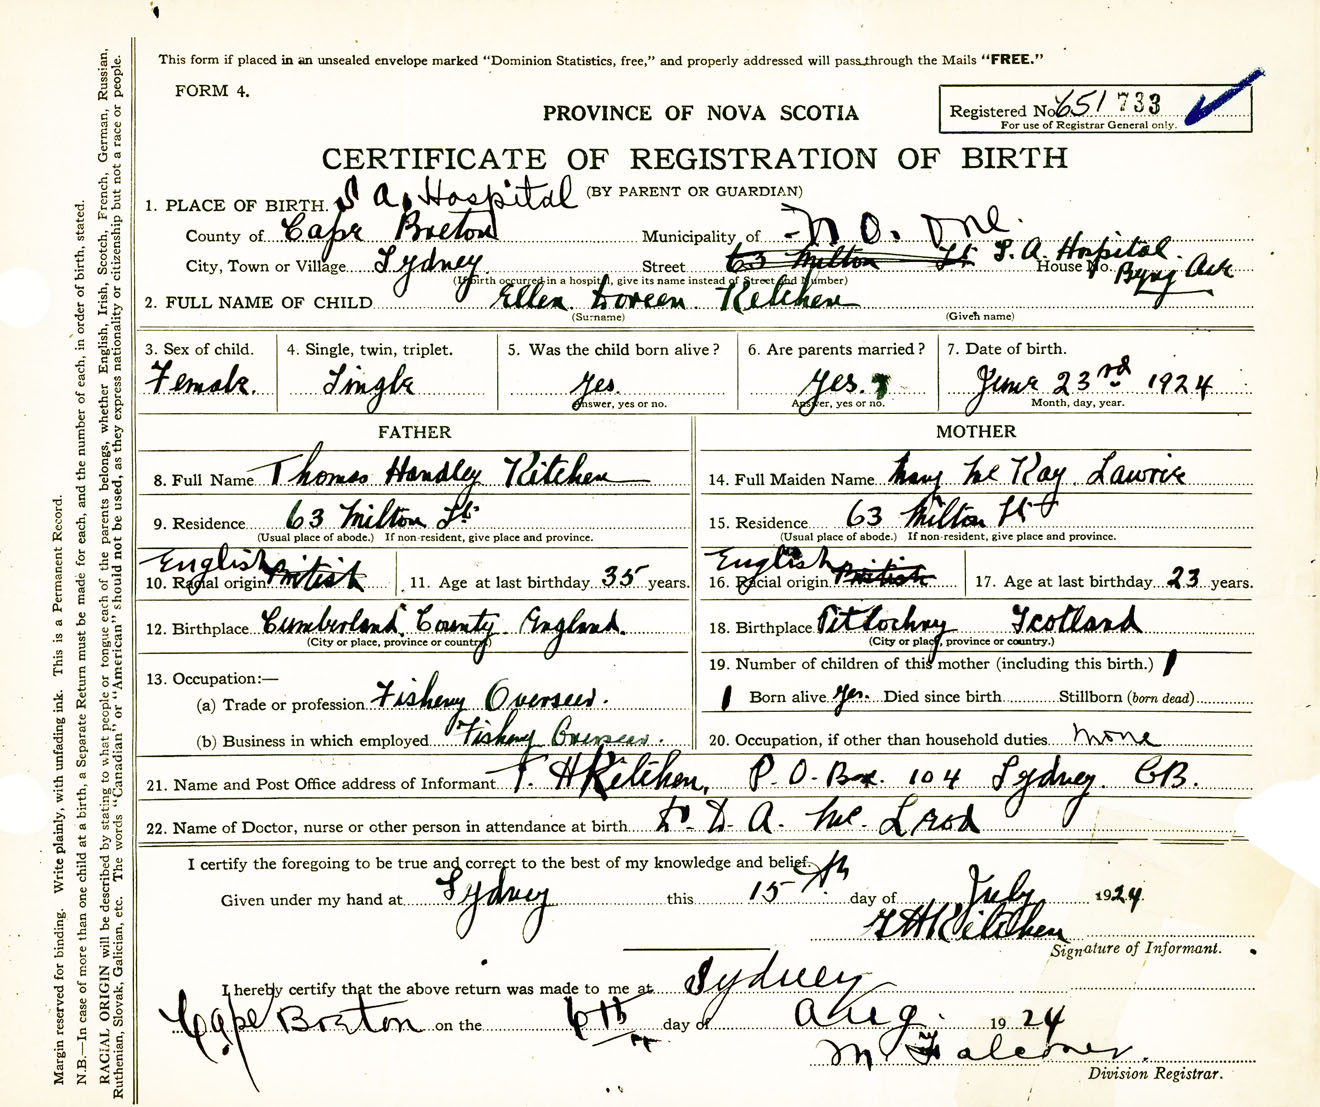 This form if placed in an unsealed envelope marked "Dominion Statistics, free," and properly addressed will pass through the Mails "FREE."
FORM 4.
PROVINCE OF NOVA SCOTIA
Registered No. 651 733
For use of Registrar General only.
CERTIFICATE OF REGISTRATION OF BIRTH
(BY PARENT OR GUARDIAN)
1. PLACE OF BIRTH. S A. Hospital
County of Cape Breton Municipality of N O. One.
City, Town or Village Sydney Street 63 Milton St S. A. Hospital House No. Byng Ave
(If birth occurred in a hospital, give its name instead of Street and Number)
2. FULL NAME OF CHILD Ellen Doreen Kitchen
(Surname) (Given name)
3. Sex of child. 4. Single, twin, triplet. 5. Was the child born alive? 6. Are parents married? 7. Date of birth.
Female. Single Yes. Yes. June 23rd 1924
Answer, yes or no. Answer, yes or no. Month, day, year.
FATHER
8. Full Name Thomas Handley Kitchen
9. Residence 63 Milton St
(Usual place of abode.) If non-resident, give place and province.
English
10. Racial origin British 11. Age at last birthday 35 years.
12. Birthplace Cumberland County England.
(City or place, province or country)
13. Occupation:—
(a) Trade or profession Fishery Overseer.
(b) Business in which employed Fishery Overseer.
MOTHER
14. Full Maiden Name Mary Mc Kay Lawrie
15. Residence 63 Milton St
(Usual place of abode.) If non-resident, give place and province.
English
16. Racial origin British 17. Age at last birthday 23 years.
18. Birthplace Pitlochry Scotland
(City or place, province or country.)
19. Number of children of this mother (including this birth.) 1
1 Born alive Yes. Died since birth Stillborn (born dead)
20. Occupation, if other than household duties none
21. Name and Post Office address of Informant T. H Kitchen, P. O. Box. 104 Sydney. C.B.
22. Name of Doctor, nurse or other person in attendance at birth Dr. D. A. Mc. Leod
I certify the foregoing to be true and correct to the best of my knowledge and belief.
Given under my hand at Sydney this 15th day of July 1924.
T H Kitchen
Signature of Informant.
I hereby certify that the above return was made to me at Sydney
Cape Breton on the 6th day of Aug. 1924
M Falconer.
Division Registrar.
Margin reserved for binding. Write plainly, with unfading ink. This is a Permanent Record.
N.B.—In case of more than one child at a birth, a Separate Return must be made for each, and the number of each, in order of birth, stated.
RACIAL ORIGIN will be described by stating to what people or tongue each of the parents belongs, whether English, Irish, Scotch, French, German, Russian,
Ruthenian, Slovak, Galician, etc. The words "Canadian" or "American" should not be used, as they express nationality or citizenship but not a race or people.